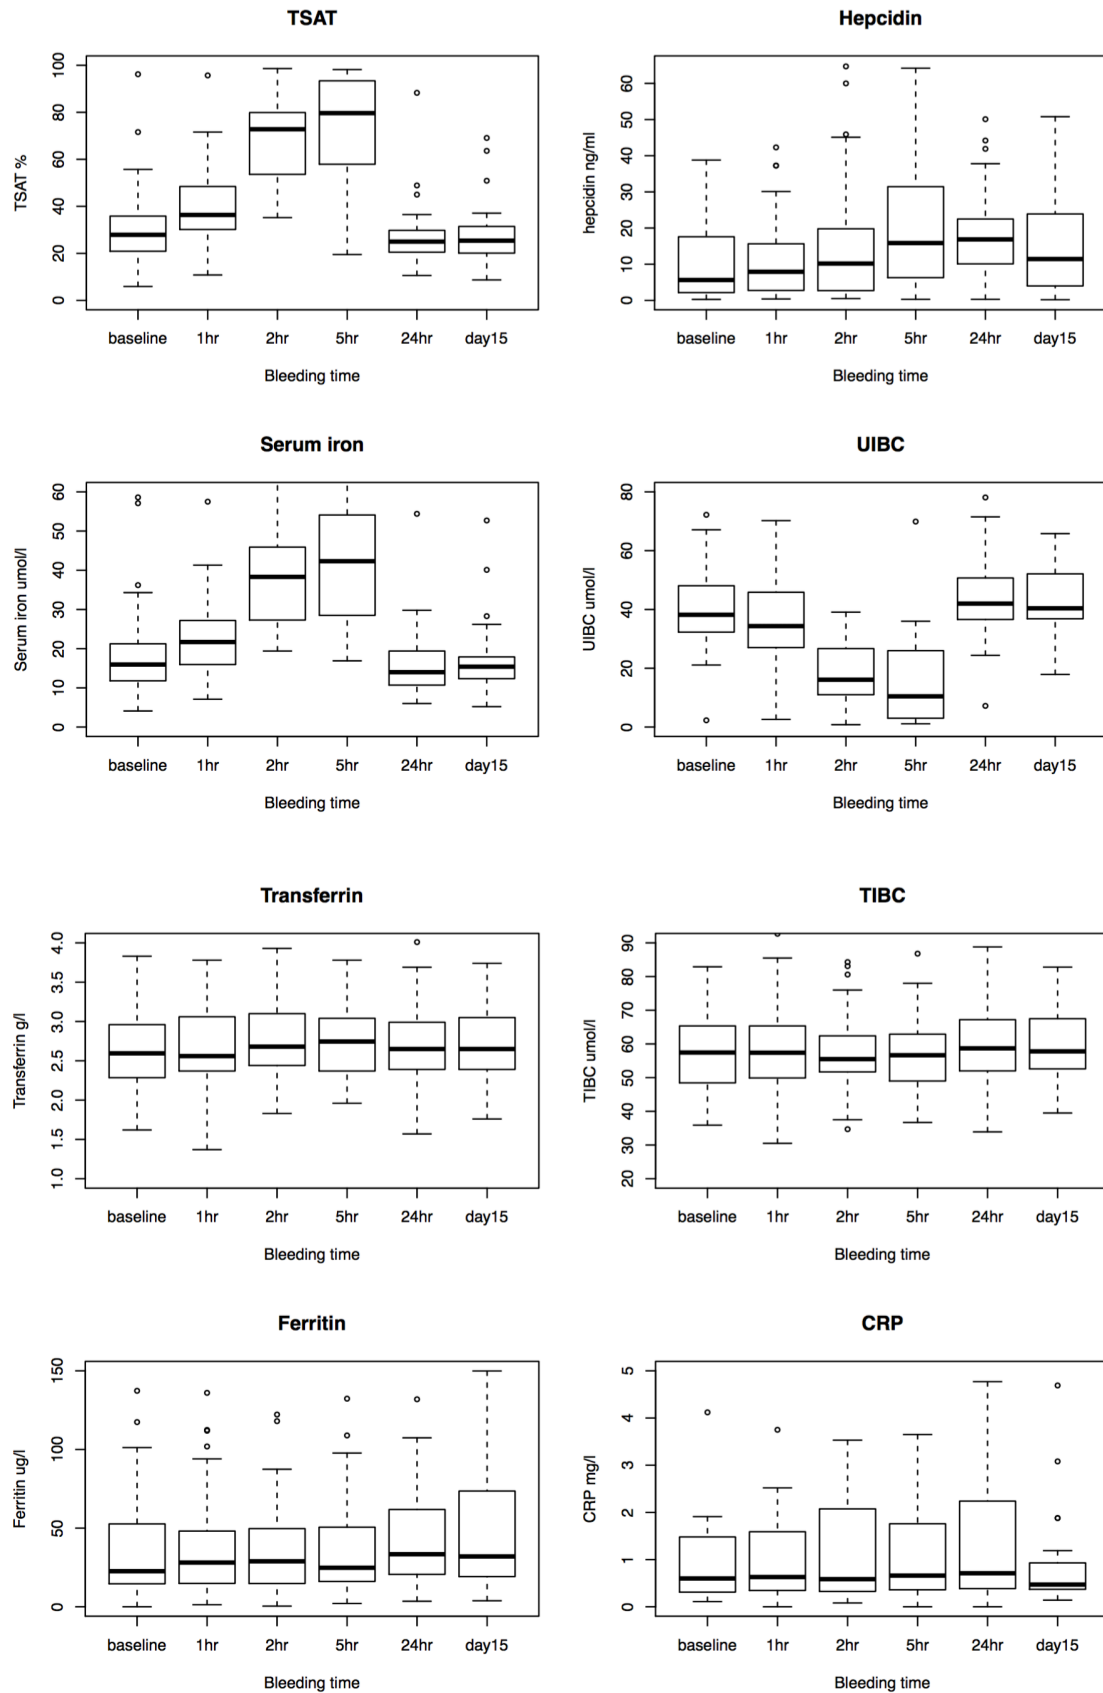 TSAT
TSAT %
100
80
60
40
20
0
baseline 1hr 2hr 5hr 24hr day15
Bleeding time
Hepcidin
hepcidin ng/ml
60
50
40
30
20
10
0
baseline 1hr 2hr 5hr 24hr day15
Bleeding time
Serum iron
Serum iron umol/l
60
50
40
30
20
10
0
baseline 1hr 2hr 5hr 24hr day15
Bleeding time
UIBC
UIBC umol/l
80
60
40
20
0
baseline 1hr 2hr 5hr 24hr day15
Bleeding time
Transferrin
Transferrin g/l
4.0
3.5
3.0
2.5
2.0
1.5
1.0
baseline 1hr 2hr 5hr 24hr day15
Bleeding time
TIBC
TIBC umol/l
90
80
70
60
50
40
30
20
baseline 1hr 2hr 5hr 24hr day15
Bleeding time
Ferritin
Ferritin ug/l
150
100
50
0
baseline 1hr 2hr 5hr 24hr day15
Bleeding time
CRP
CRP mg/l
5
4
3
2
1
0
baseline 1hr 2hr 5hr 24hr day15
Bleeding time